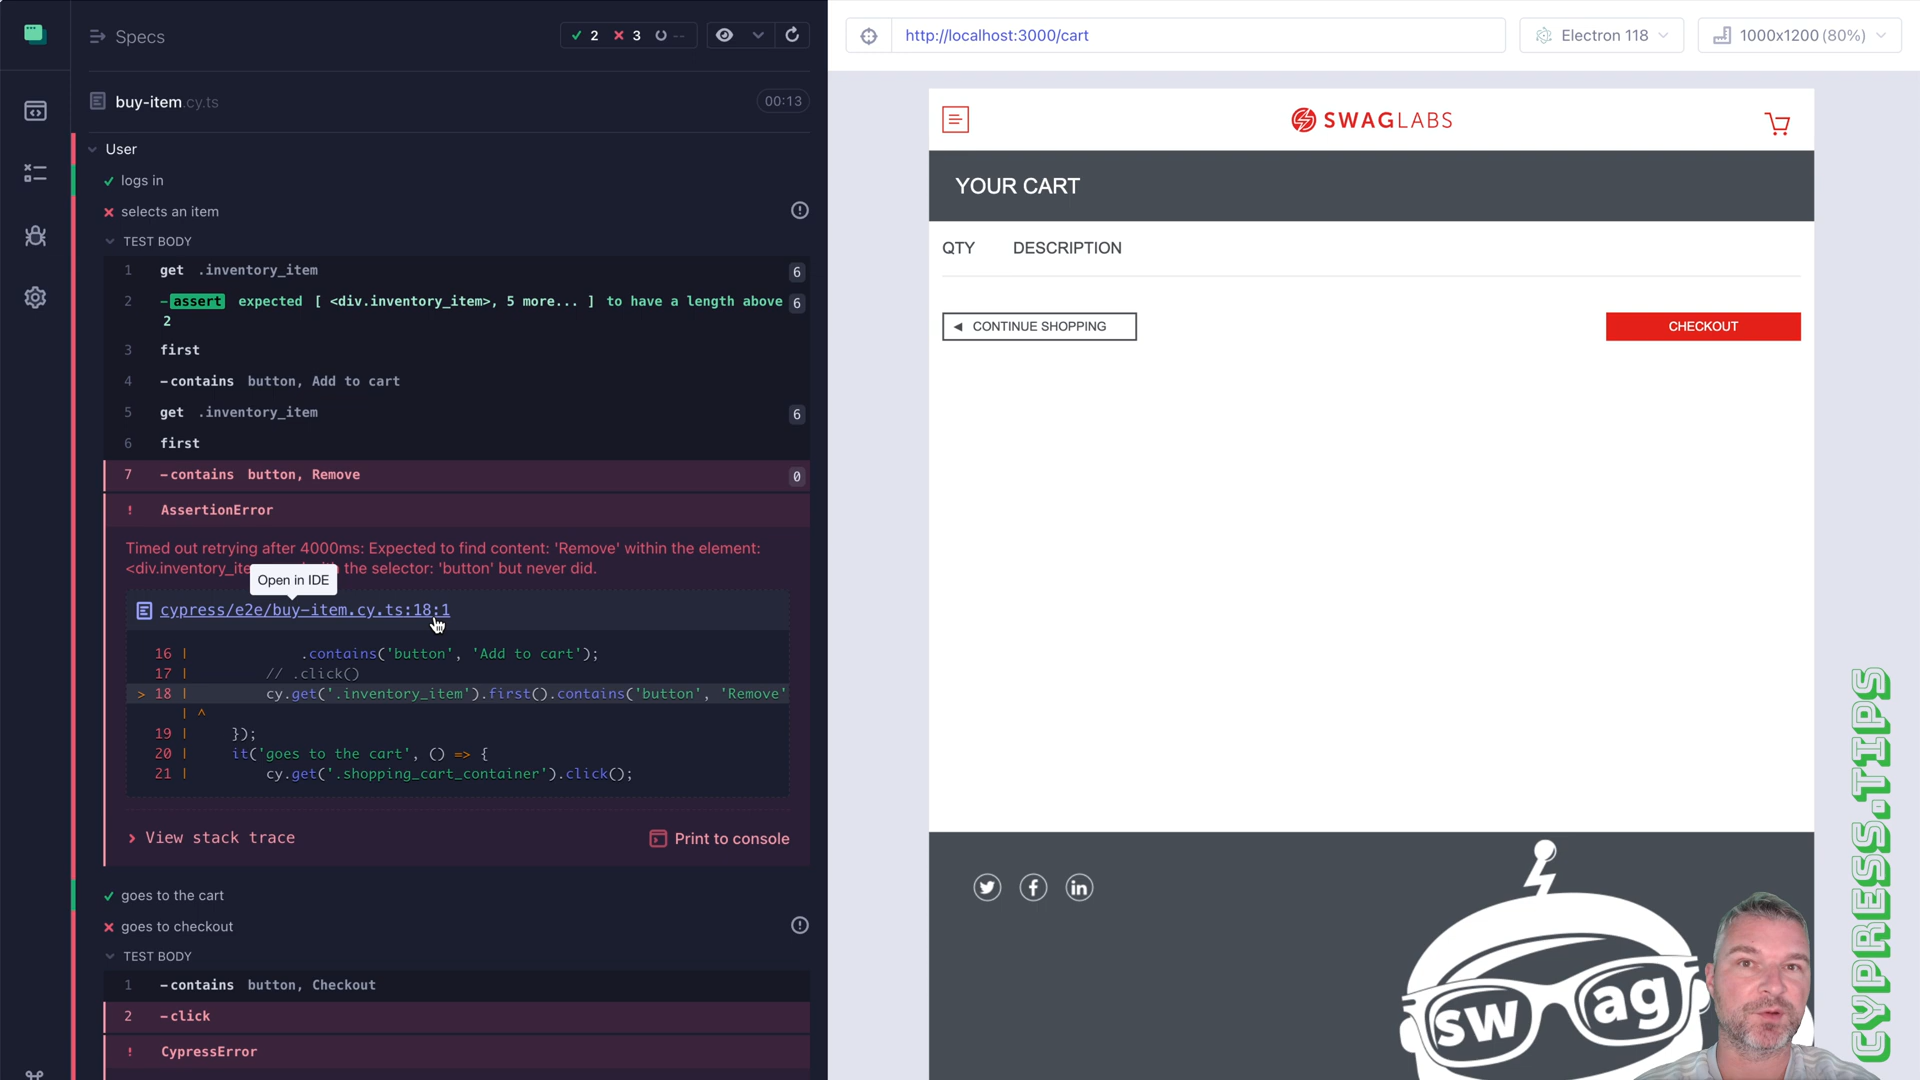 Specs
2
3
--
buy-item.cy.ts
00:13
User
logs in
selects an item
TEST BODY
1 get .inventory_item 6
2 -assert expected [ <div.inventory_item>, 5 more... ] to have a length above 6
2
3 first
4 -contains button, Add to cart
5 get .inventory_item 6
6 first
7 -contains button, Remove 0
! AssertionError
Timed out retrying after 4000ms: Expected to find content: 'Remove' within the element:
<div.inventory_ite the selector: 'button' but never did.
Open in IDE
cypress/e2e/buy-item.cy.ts:18:1
16 | .contains('button', 'Add to cart');
17 | // .click()
> 18 | cy.get('.inventory_item').first().contains('button', 'Remove'
| ^
19 | });
20 | it('goes to the cart', () => {
21 | cy.get('.shopping_cart_container').click();
View stack trace
Print to console
goes to the cart
goes to checkout
TEST BODY
1 -contains button, Checkout
2 -click
! CypressError
http://localhost:3000/cart
Electron 118
1000x1200 (80%)
SWAGLABS
YOUR CART
QTY DESCRIPTION
CONTINUE SHOPPING
CHECKOUT
sw ag
CYPRESS.TIPS